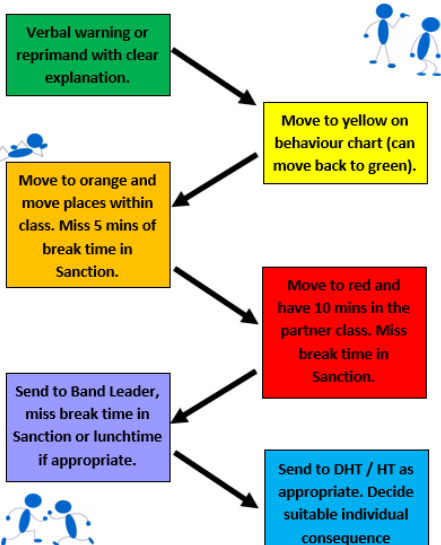 Verbal warning or
reprimand with clear
explanation.
Move to yellow on
behaviour chart (can
move back to green).
Move to orange and
move places within
class. Miss 5 mins of
break time in
Sanction.
Move to red and
have 10 mins in the
partner class. Miss
break time in
Sanction.
Send to Band Leader,
miss break time in
Sanction or lunchtime
if appropriate.
Send to DHT / HT as
appropriate. Decide
suitable individual
consequence